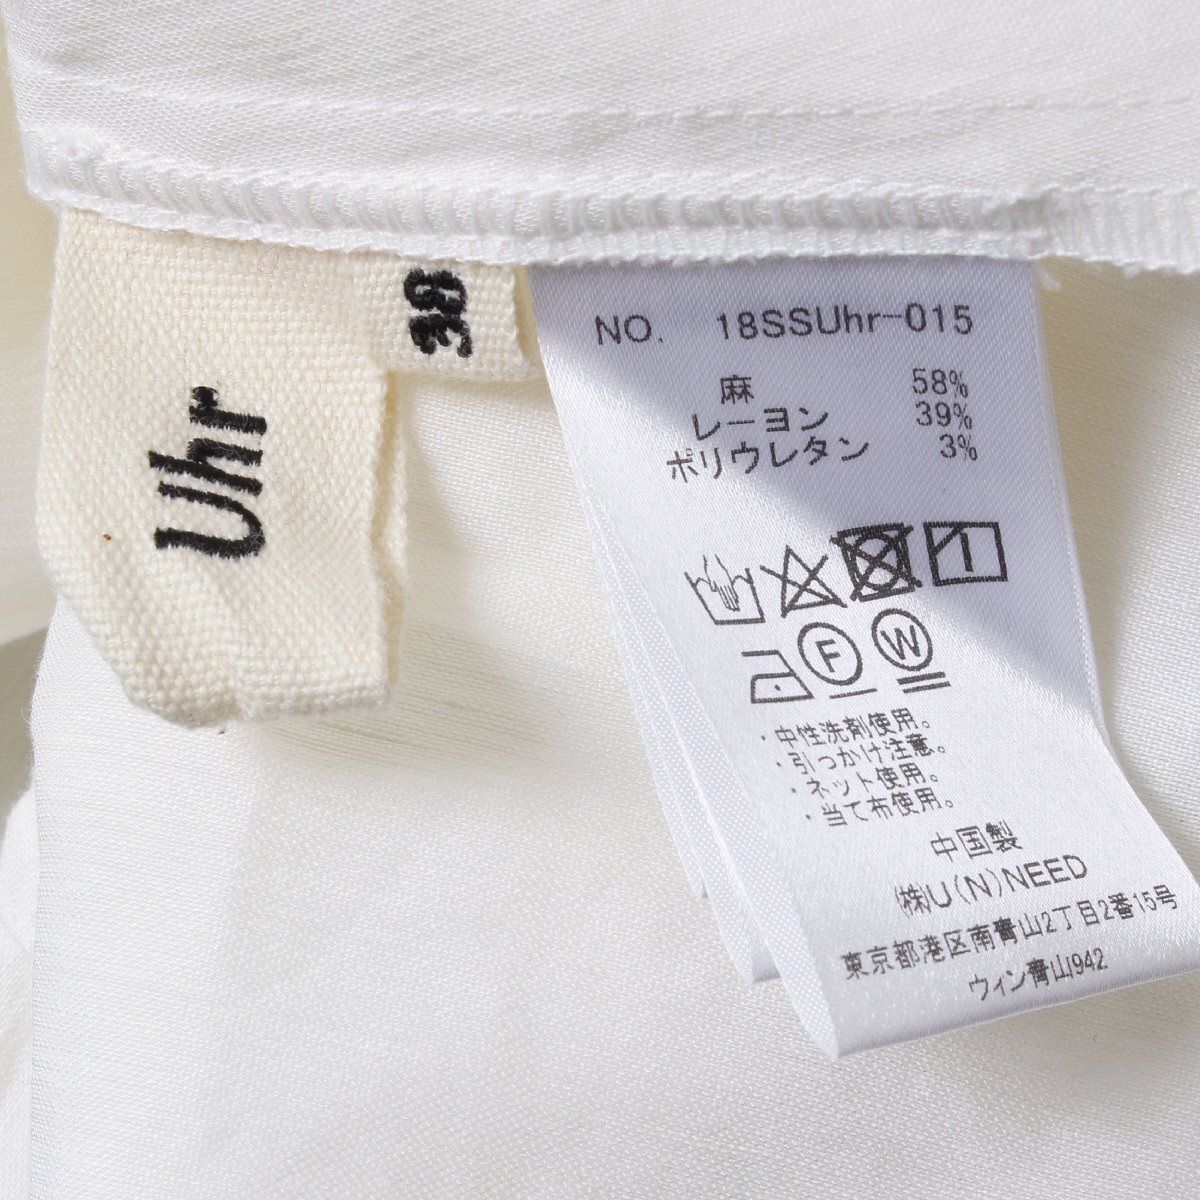 Uhr
38
NO. 18SSUhr-015
麻 58%
レーヨン 39%
ポリウレタン 3%
F W
・中性洗剤使用。
・引っかけ注意。
・ネット使用。
・当て布使用。
中国製
㈱U(N)NEED
東京都港区南青山2丁目2番15号
ウィン青山942